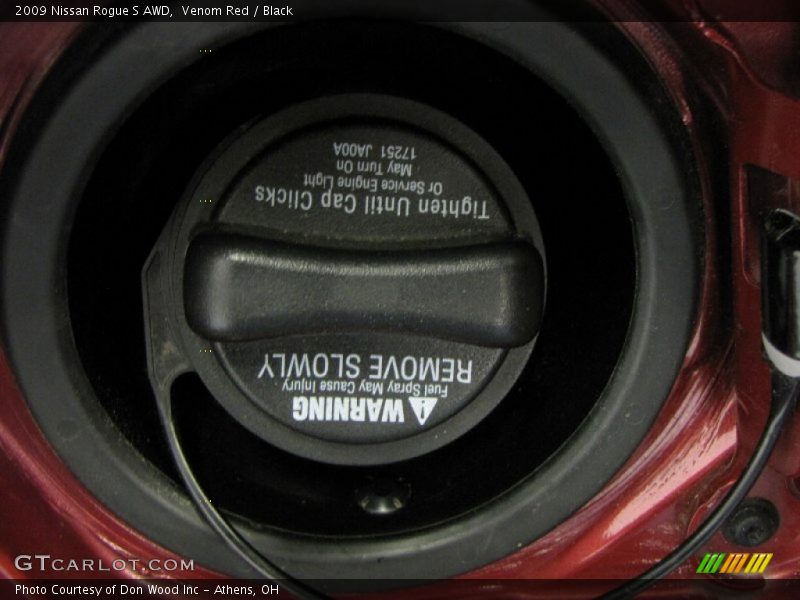 2009 Nissan Rogue S AWD,  Venom Red / Black
WARNING
Fuel Spray May Cause Injury.
REMOVE SLOWLY
Tighten Until Cap Clicks
Or Service Engine Light
May Turn On
17251 JA00A
GTCARLOT.COM
Photo Courtesy of Don Wood Inc - Athens, OH